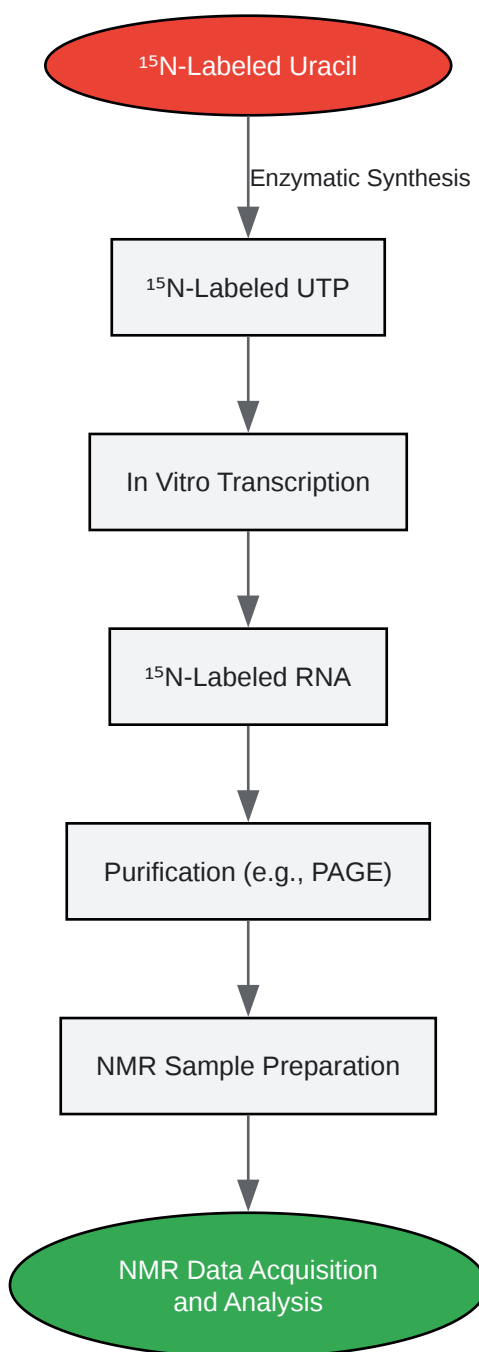 ¹⁵N-Labeled Uracil
Enzymatic Synthesis
¹⁵N-Labeled UTP
In Vitro Transcription
¹⁵N-Labeled RNA
Purification (e.g., PAGE)
NMR Sample Preparation
NMR Data Acquisition
and Analysis